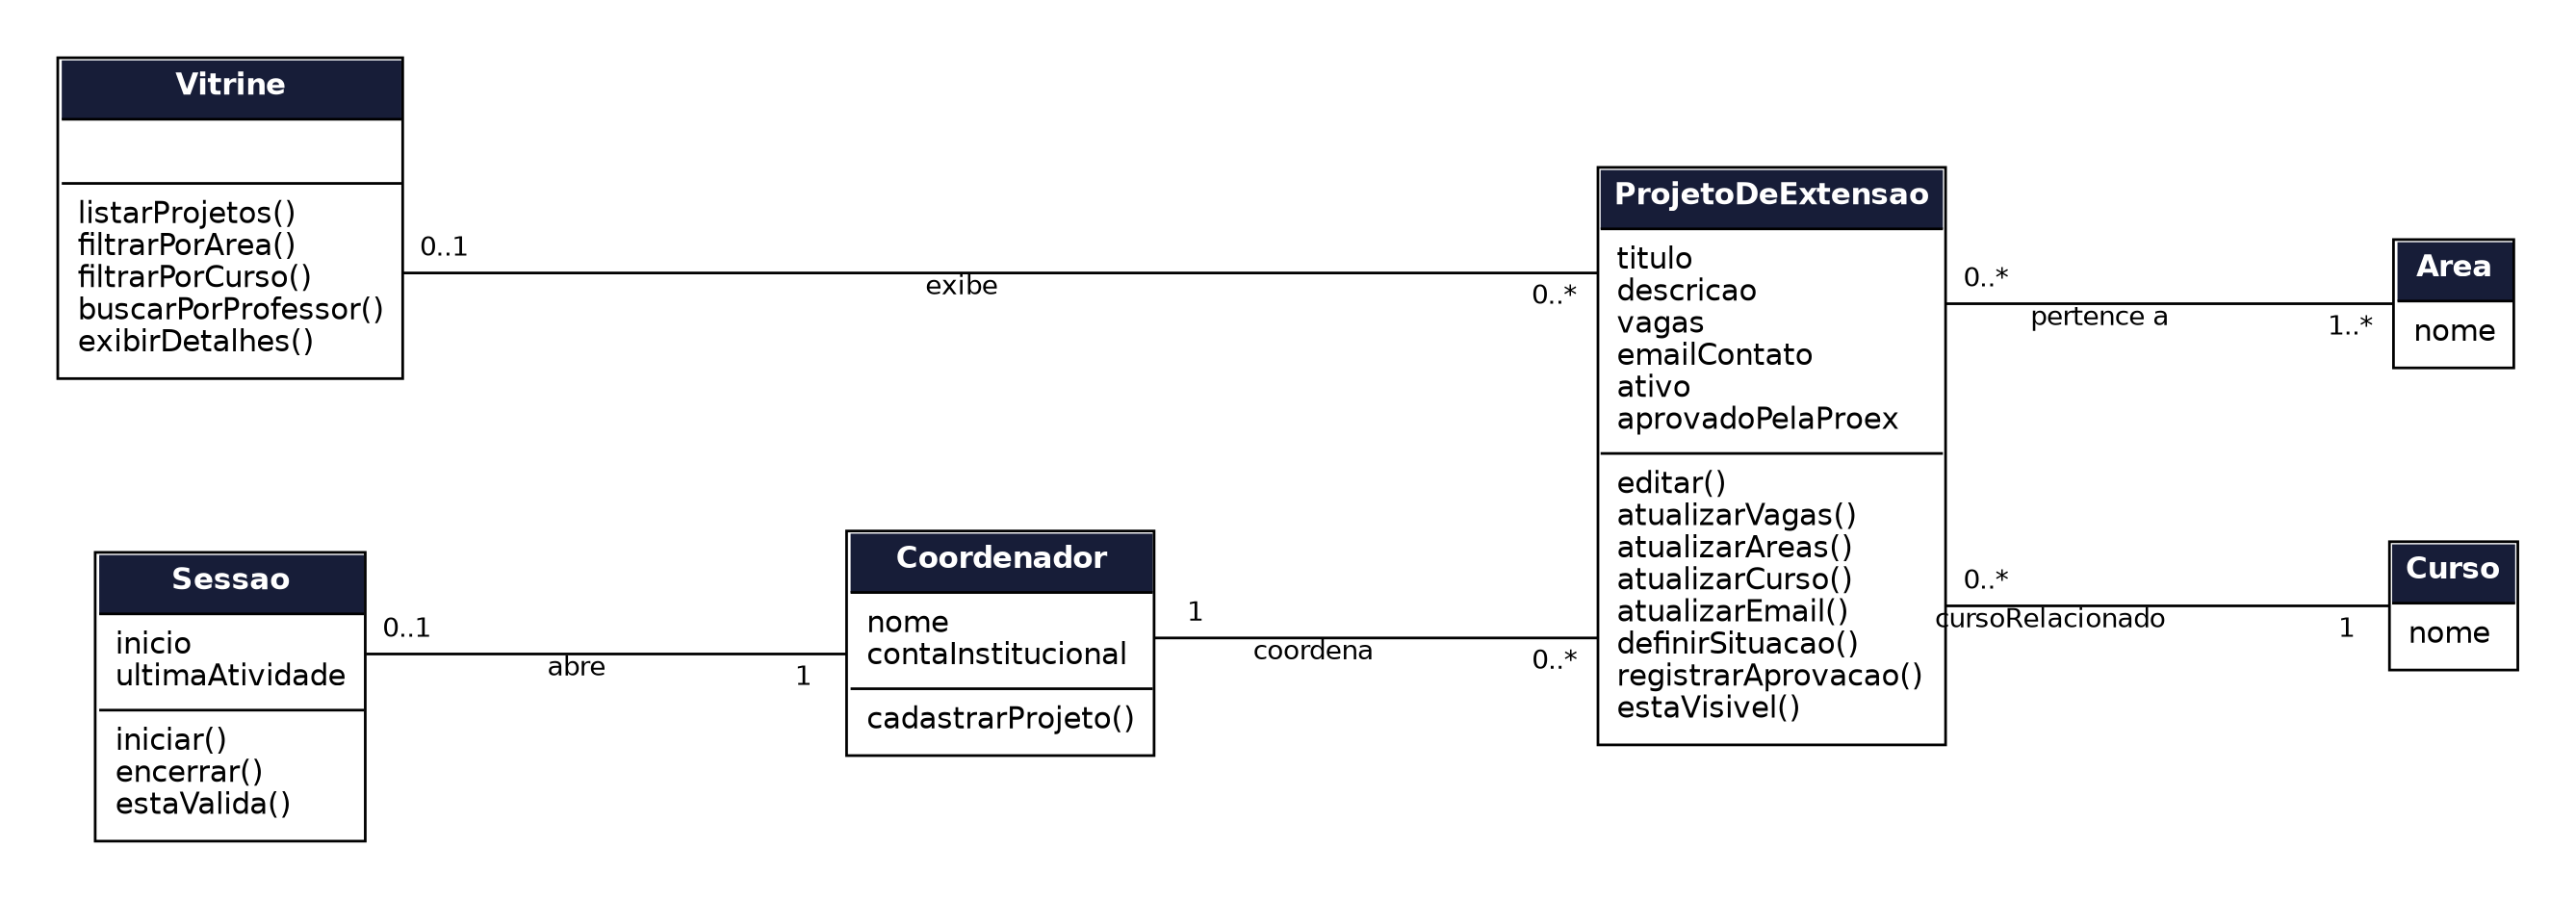 Vitrine
listarProjetos()
filtrarPorArea()
filtrarPorCurso()
buscarPorProfessor()
exibirDetalhes()
0..1
exibe
0..*
ProjetoDeExtensao
titulo
descricao
vagas
emailContato
ativo
aprovadoPelaProex
editar()
atualizarVagas()
atualizarAreas()
atualizarCurso()
atualizarEmail()
definirSituacao()
registrarAprovacao()
estaVisivel()
0..*
pertence a
1..*
Area
nome
Sessao
inicio
ultimaAtividade
iniciar()
encerrar()
estaValida()
0..1
abre
1
Coordenador
nome
contaInstitucional
cadastrarProjeto()
1
coordena
0..*
0..*
cursoRelacionado
1
Curso
nome